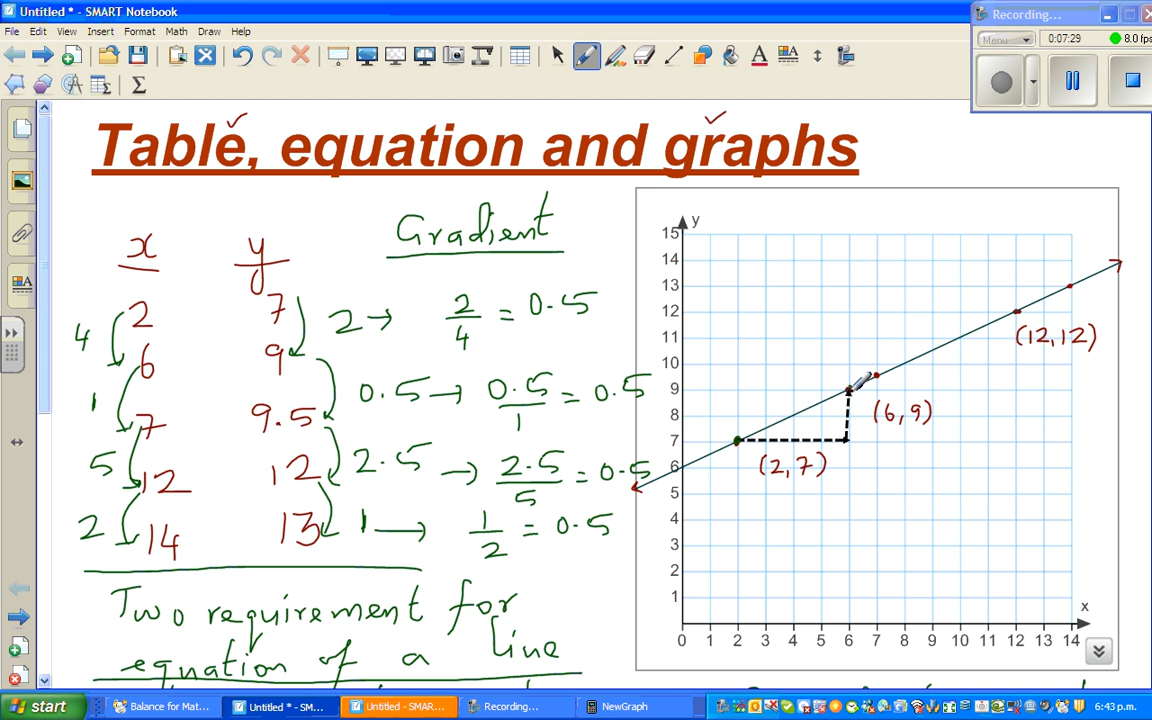 Untitled * - SMART Notebook
Recording...
File Edit View Insert Format Math Draw Help
Menu
0:07:29
8.0 fps
Table, equation and graphs
Gradient
x y
2 7
6 9
7 9.5
12 12
14 13
4 2 → 2/4 = 0.5
1 0.5 → 0.5/1 = 0.5
5 2.5 → 2.5/5 = 0.5
2 1 → 1/2 = 0.5
Two requirement for
equation of a line
y
15
14
13
12
11
10
9
8
7
6
5
4
3
2
1
(12,12)
(6,9)
(2,7)
x
0 1 2 3 4 5 6 7 8 9 10 11 12 13 14
start
Balance for Mat...
Untitled * - SM...
Untitled - SMAR...
Recording...
NewGraph
6:43 p.m.